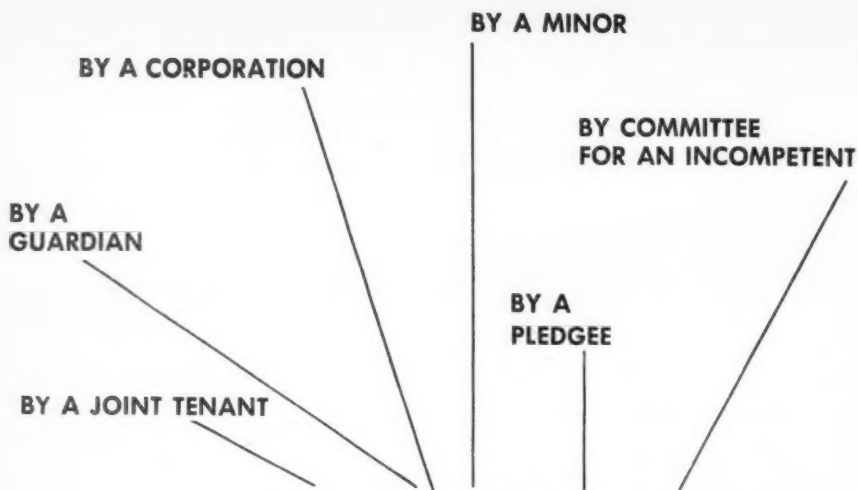 BY A MINOR
BY A CORPORATION
BY COMMITTEE
FOR AN INCOMPETENT
BY A
GUARDIAN
BY A
PLEDGEE
BY A JOINT TENANT